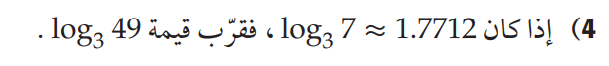 4) إذا كان log₃ 7 ≈ 1.7712 ، فقرّب قيمة log₃ 49 .